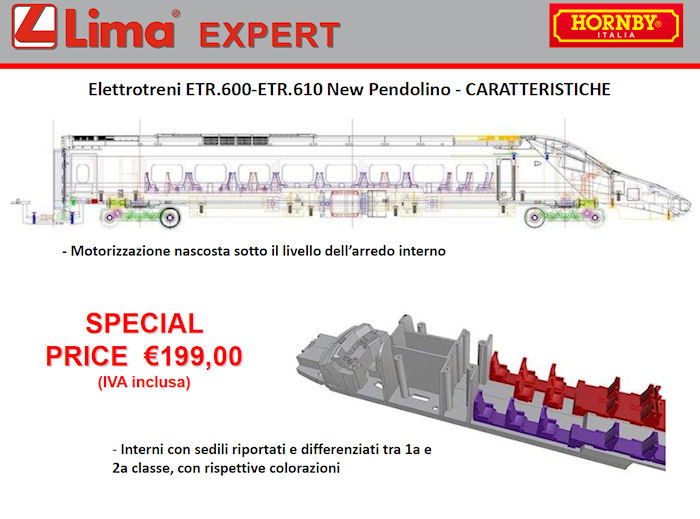 Lima® EXPERT
HORNBY
ITALIA
Elettrotreni ETR.600-ETR.610 New Pendolino - CARATTERISTICHE
- Motorizzazione nascosta sotto il livello dell’arredo interno
SPECIAL
PRICE €199,00
(IVA inclusa)
- Interni con sedili riportati e differenziati tra 1a e
2a classe, con rispettive colorazioni